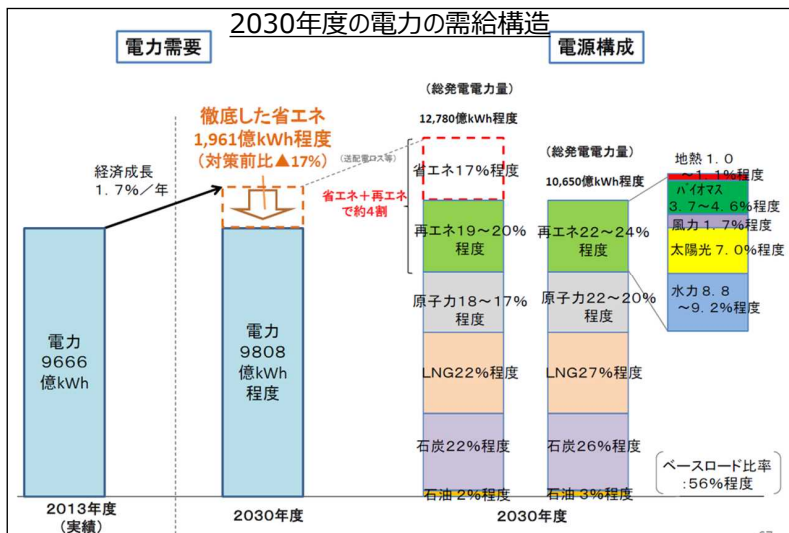 2030年度の電力の需給構造
電力需要
電源構成
徹底した省エネ
1,961億kWh程度
(対策前比▲17%)
経済成長
1.7%/年
電力
9666
億kWh
電力
9808
億kWh
程度
2013年度
(実績)
2030年度
(送配電ロス等)
省エネ+再エネ
で約4割
(総発電電力量)
12,780億kWh程度
省エネ17%程度
再エネ19~20%
程度
原子力18~17%
程度
LNG22%程度
石炭22%程度
石油 2%程度
(総発電電力量)
10,650億kWh程度
再エネ22~24%
程度
原子力22~20%
程度
LNG27%程度
石炭26%程度
石油 3%程度
2030年度
地熱1.0
~1.1%程度
バイオマス
3.7~4.6%程度
風力1.7%程度
太陽光7.0%程度
水力8.8
~9.2%程度
ベースロード比率
:56%程度